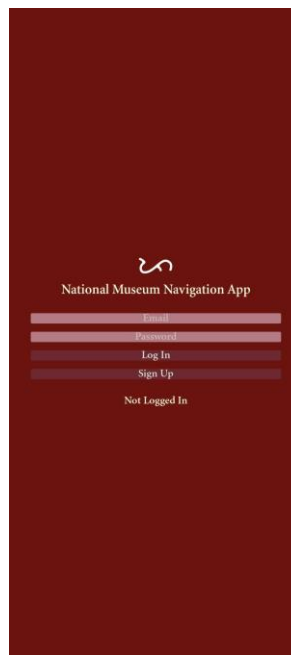 National Museum Navigation App
Email
Password
Log In
Sign Up
Not Logged In